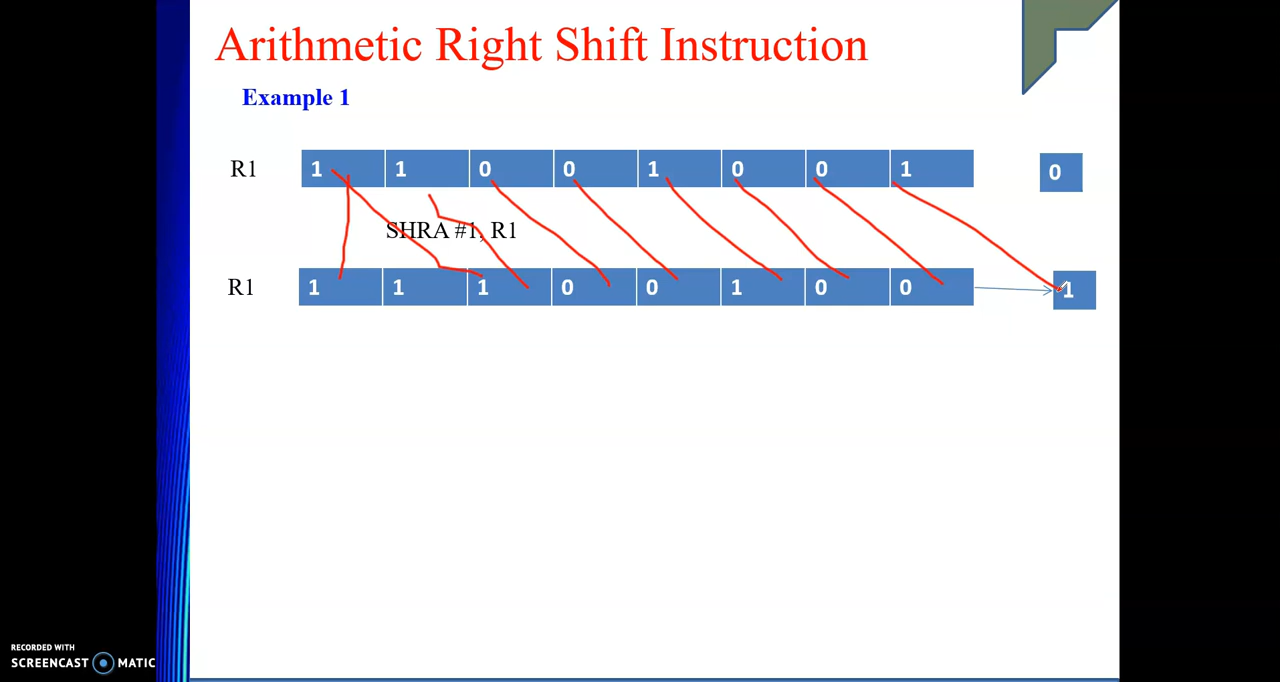 Arithmetic Right Shift Instruction
Example 1
R1 1 1 0 0 1 0 0 1 0
SHRA #1, R1
R1 1 1 1 0 0 1 0 0 1
RECORDED WITH
SCREENCAST MATIC